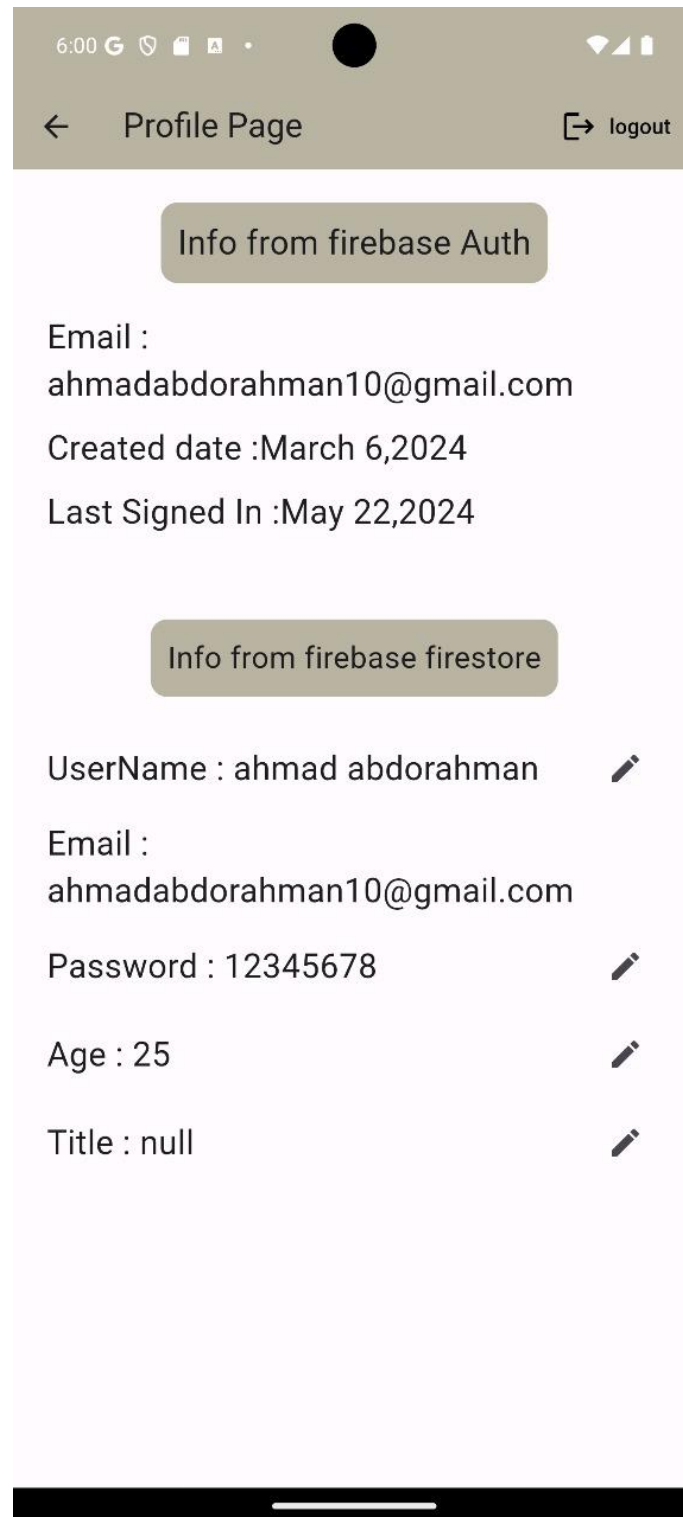 6:00
Profile Page
logout
Info from firebase Auth
Email :
ahmadabdorahman10@gmail.com
Created date :March 6,2024
Last Signed In :May 22,2024
Info from firebase firestore
UserName : ahmad abdorahman
Email :
ahmadabdorahman10@gmail.com
Password : 12345678
Age : 25
Title : null